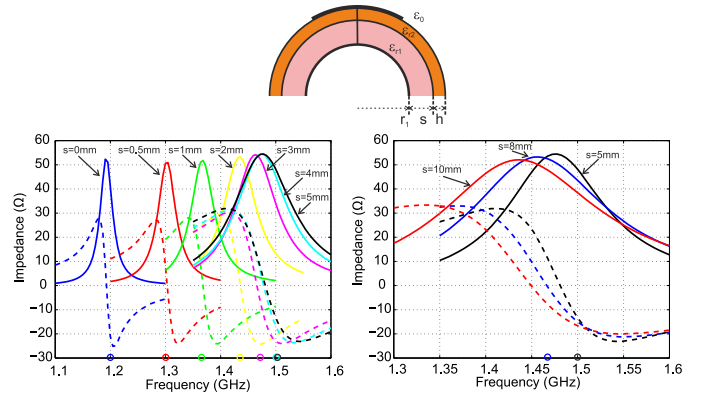 ε0
εr2
εr1
r1 s h
60
50
40
30
20
10
0
−10
−20
−30
Impedance (Ω)
s=0mm
s=0.5mm
s=1mm
s=2mm
s=3mm
s=4mm
s=5mm
1.1 1.2 1.3 1.4 1.5 1.6
Frequency (GHz)
60
50
40
30
20
10
0
−10
−20
−30
Impedance (Ω)
s=8mm
s=5mm
s=10mm
1.3 1.35 1.4 1.45 1.5 1.55 1.6
Frequency (GHz)